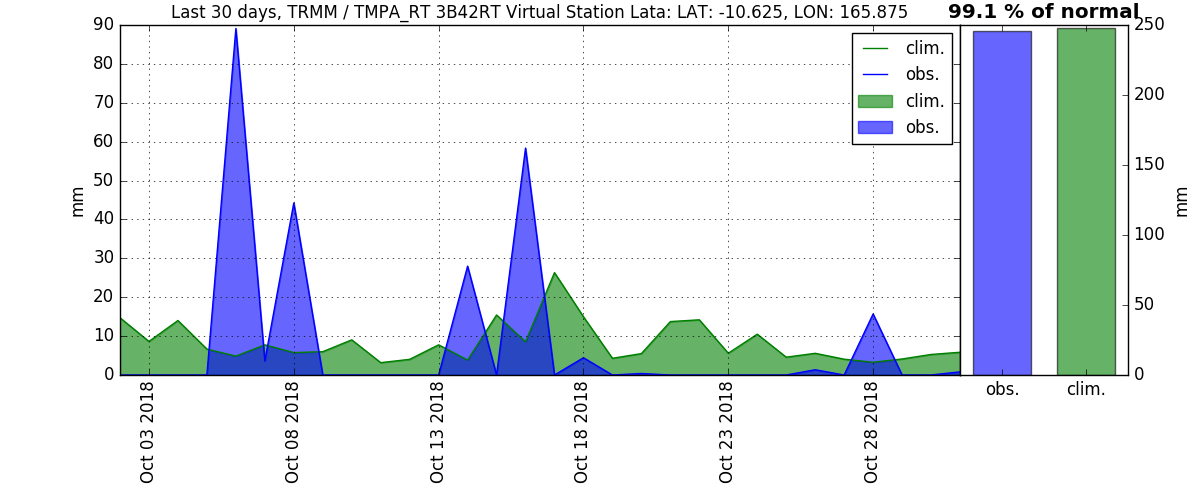 Last 30 days, TRMM / TMPA_RT 3B42RT Virtual Station Lata: LAT: -10.625, LON: 165.875
99.1 % of normal
90
80
70
60
50
40
30
20
10
0
mm
clim.
obs.
clim.
obs.
Oct 03 2018
Oct 08 2018
Oct 13 2018
Oct 18 2018
Oct 23 2018
Oct 28 2018
250
200
150
100
50
0
mm
obs.
clim.